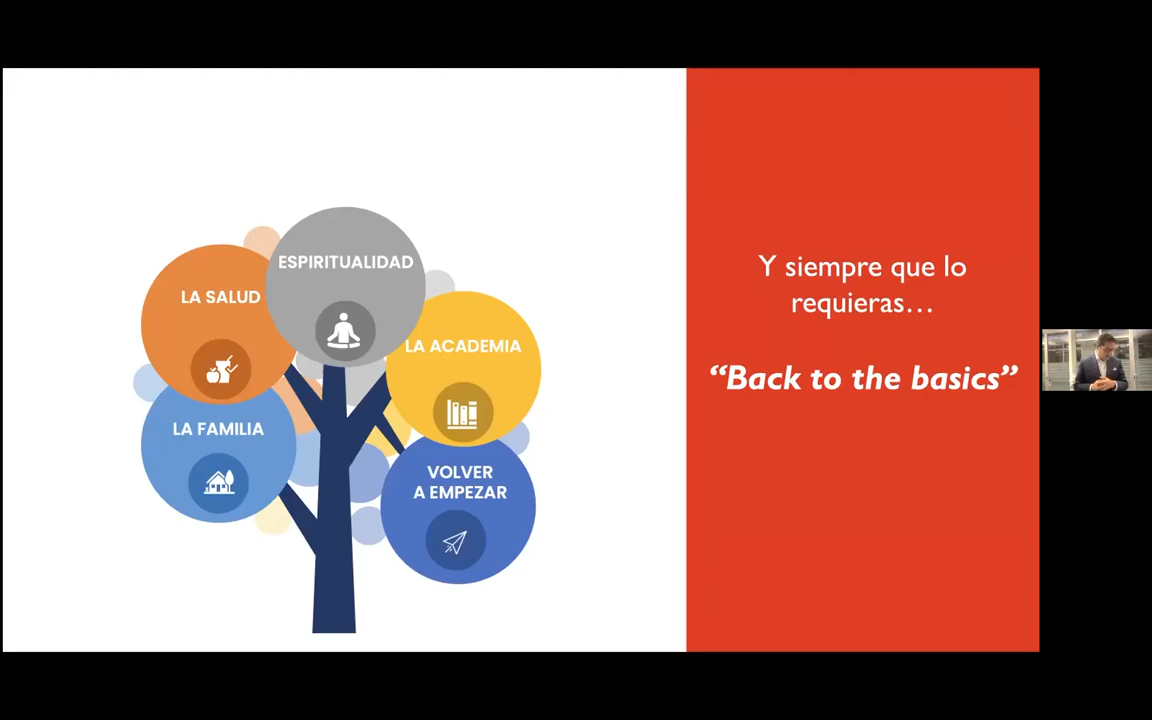 ESPIRITUALIDAD
LA SALUD
LA ACADEMIA
LA FAMILIA
VOLVER
A EMPEZAR
Y siempre que lo
requieras…
“Back to the basics”